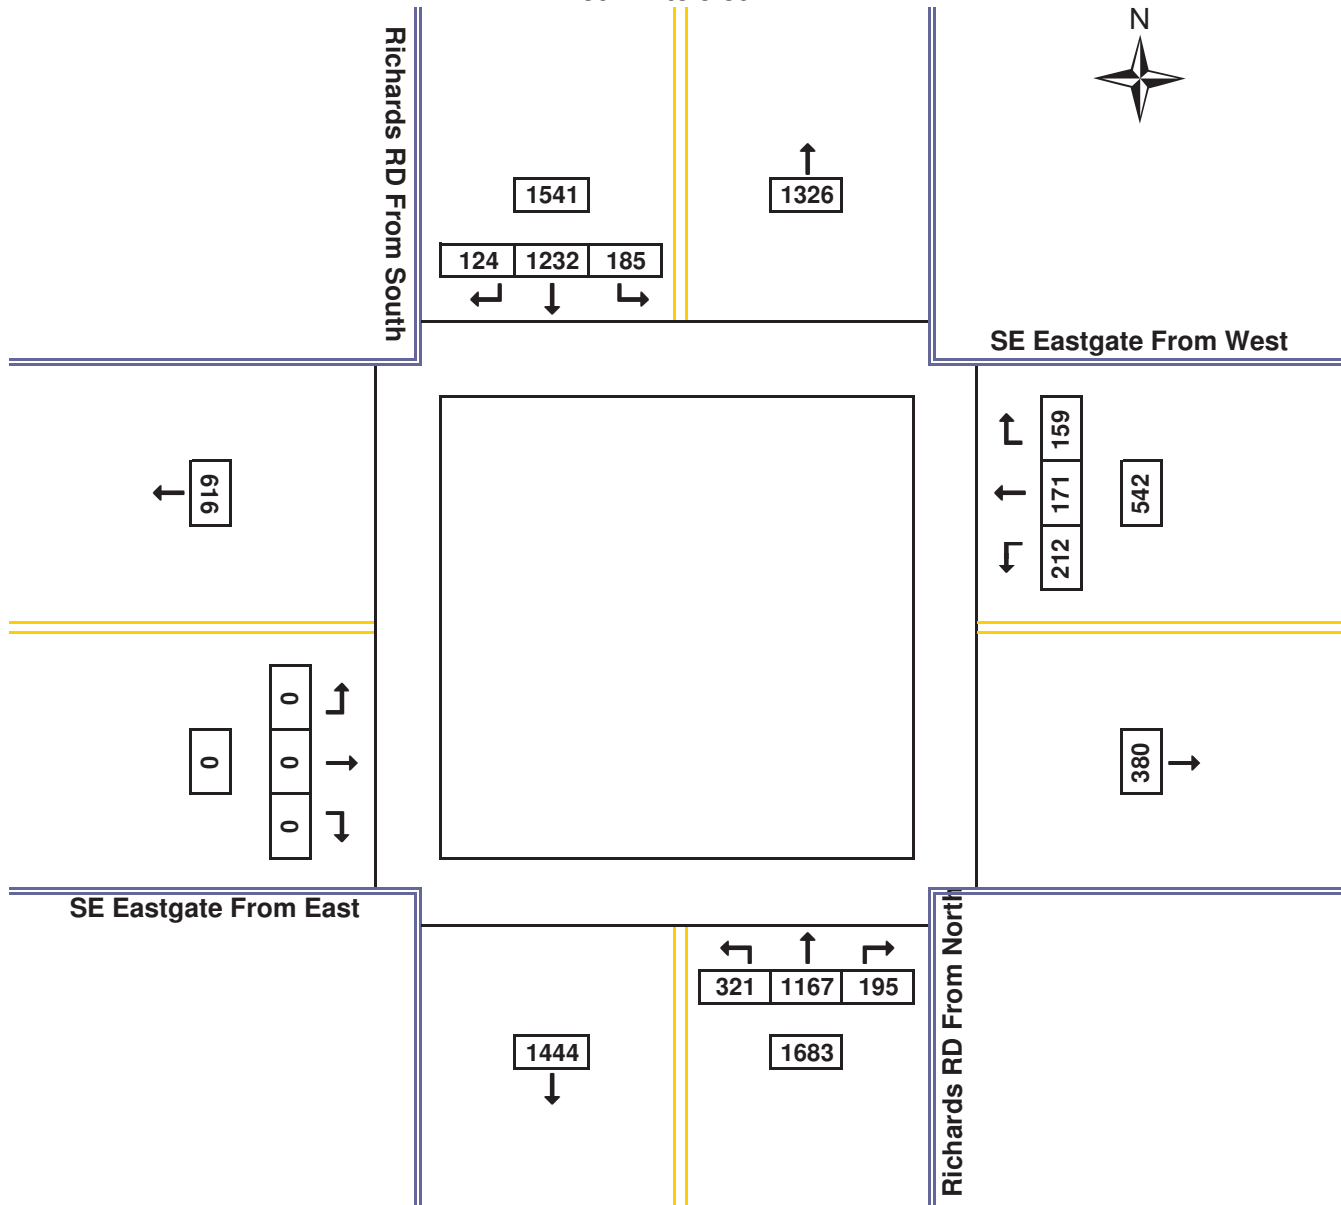 N
Richards RD From South
1541
1326
124 1232 185
SE Eastgate From West
159
171
212
542
616
0
0
0
0
380
SE Eastgate From East
Richards RD From North
321 1167 195
1444
1683